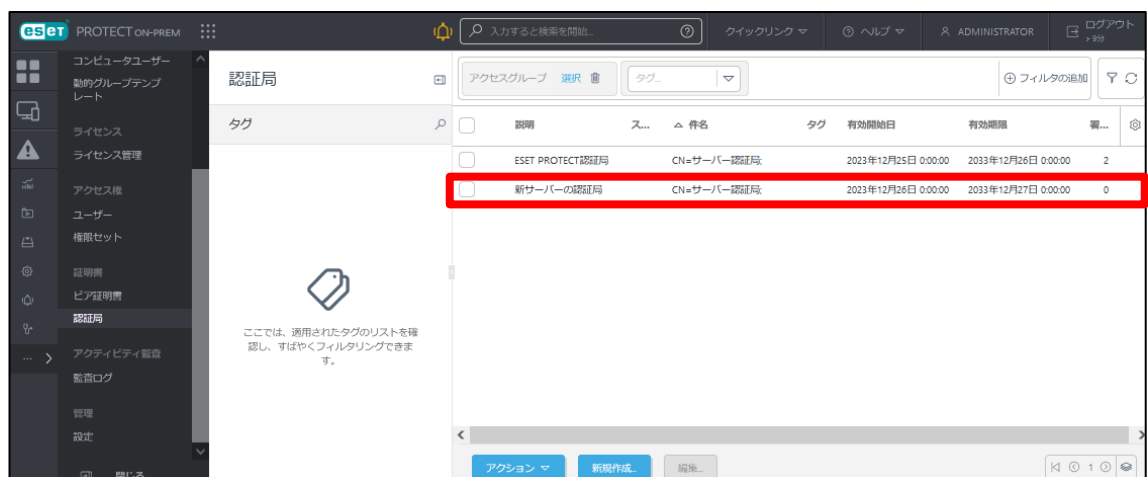 eset PROTECT ON-PREM
入力すると検索を開始...
クイックリンク
ヘルプ
ADMINISTRATOR
ログアウト
> 9分
コンピュータユーザー
動的グループテンプ
レート
ライセンス
ライセンス管理
アクセス権
ユーザー
権限セット
証明書
ピア証明書
認証局
アクティビティ監査
監査ログ
管理
設定
閉じる
認証局
タグ
ここでは、適用されたタグのリストを確
認し、すばやくフィルタリングできま
す。
アクセスグループ 選択
タグ...
フィルタの追加
説明 ス... 件名 タグ 有効開始日 有効期限 署...
ESET PROTECT認証局 CN=サーバー認証局; 2023年12月25日 0:00:00 2033年12月26日 0:00:00 2
新サーバーの認証局 CN=サーバー認証局; 2023年12月26日 0:00:00 2033年12月27日 0:00:00 0
アクション 新規作成... 編集...
1